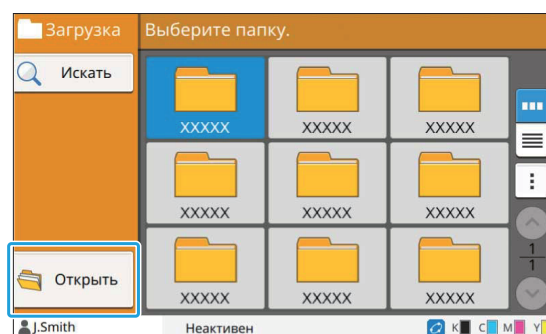 Загрузка
Выберите папку.
Искать
XXXXX XXXXX XXXXX
XXXXX XXXXX XXXXX
XXXXX XXXXX XXXXX
1
1
Открыть
J.Smith
Неактивен
K C M Y